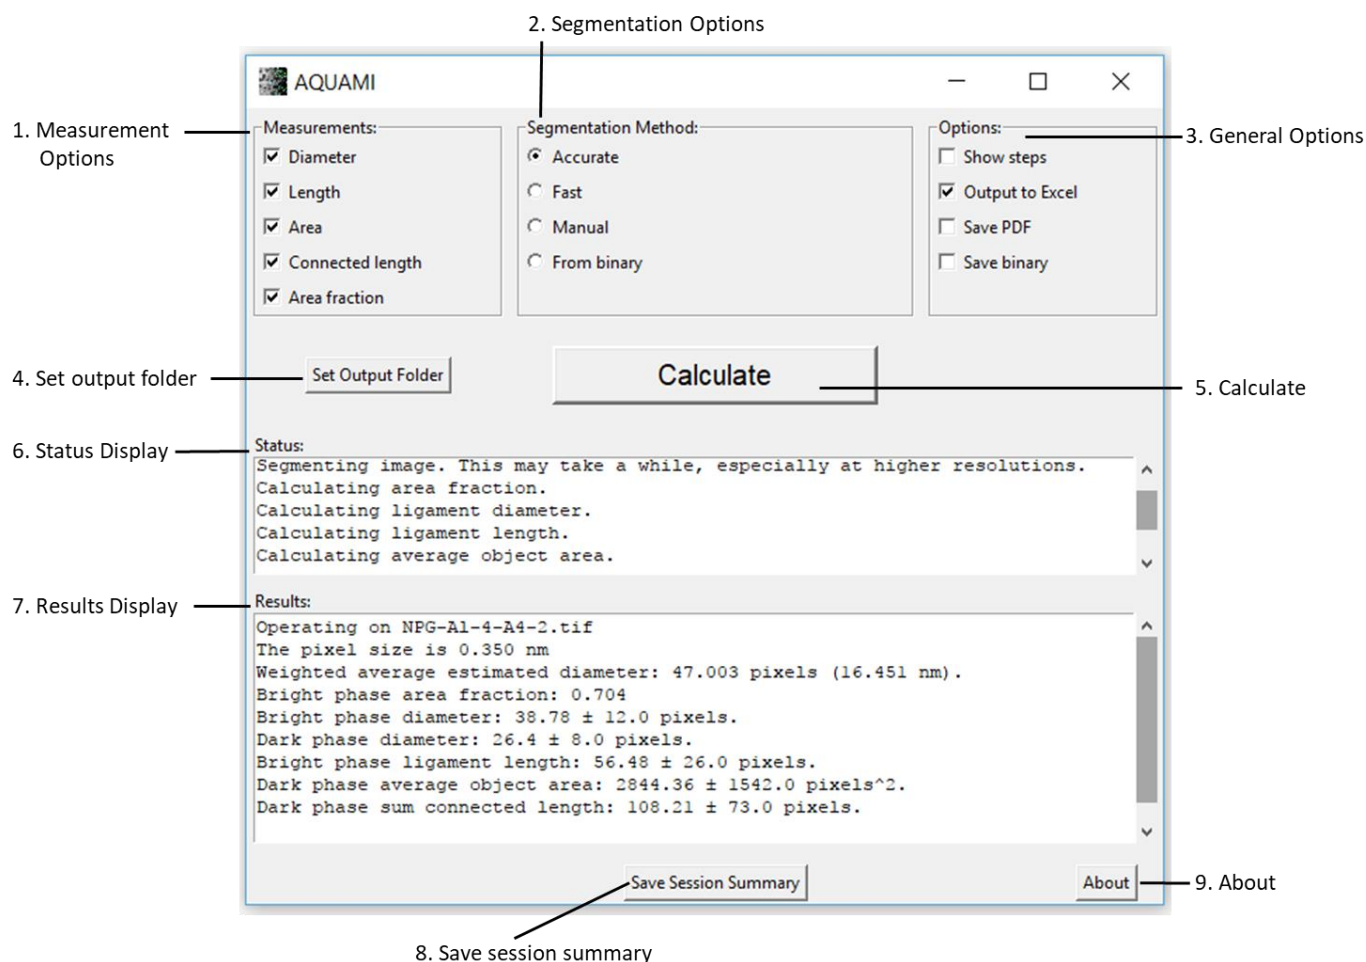 2. Segmentation Options
AQUAMI
1. Measurement
Options
Measurements:
Diameter
Length
Area
Connected length
Area fraction
Segmentation Method:
Accurate
Fast
Manual
From binary
Options:
Show steps
Output to Excel
Save PDF
Save binary
3. General Options
4. Set output folder
Set Output Folder
Calculate
5. Calculate
6. Status Display
Status:
Segmenting image. This may take a while, especially at higher resolutions.
Calculating area fraction.
Calculating ligament diameter.
Calculating ligament length.
Calculating average object area.
7. Results Display
Results:
Operating on NPG-A1-4-A4-2.tif
The pixel size is 0.350 nm
Weighted average estimated diameter: 47.003 pixels (16.451 nm).
Bright phase area fraction: 0.704
Bright phase diameter: 38.78 ± 12.0 pixels.
Dark phase diameter: 26.4 ± 8.0 pixels.
Bright phase ligament length: 56.48 ± 26.0 pixels.
Dark phase average object area: 2844.36 ± 1542.0 pixels^2.
Dark phase sum connected length: 108.21 ± 73.0 pixels.
Save Session Summary
About
9. About
8. Save session summary